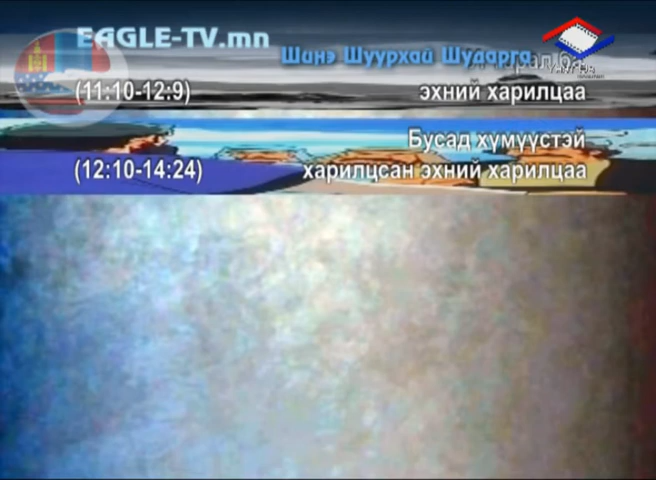 EAGLE-TV.mn
Шинэ Шуурхай Шударга
(11:10-12:9) эхний харилцаа
Бусад хүмүүстэй
(12:10-14:24) харилцсан эхний харилцаа